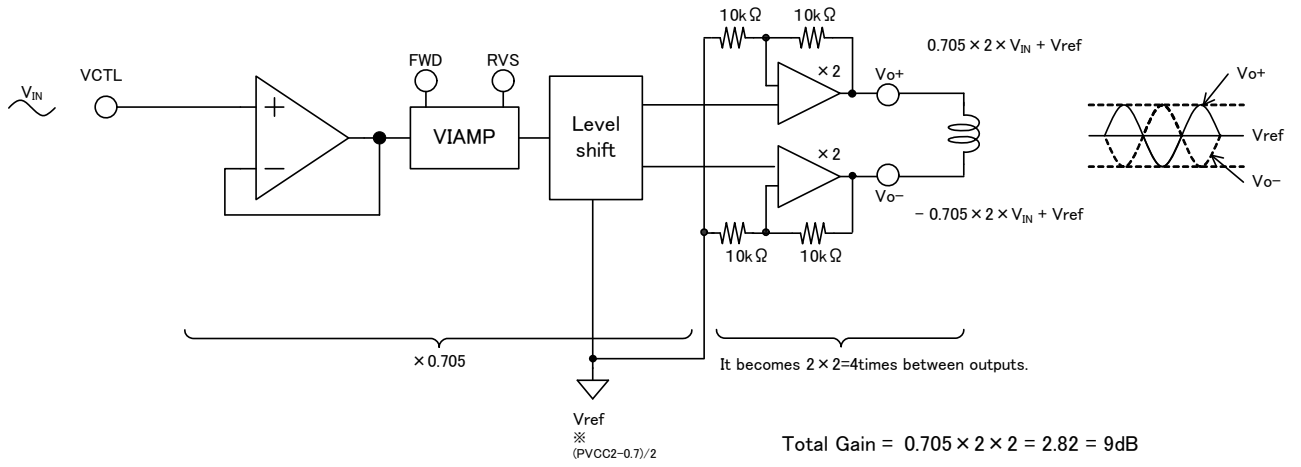 10kΩ 10kΩ
0.705×2×VIN + Vref
VIN
VCTL
FWD
RVS
×2
Vo+
Vo+
+
−
VIAMP
Level
shift
Vref
×2
Vo−
Vo−
− 0.705×2×VIN + Vref
10kΩ 10kΩ
×0.705
It becomes 2×2=4times between outputs.
Vref
※
(PVCC2-0.7)/2
Total Gain = 0.705×2×2 = 2.82 = 9dB